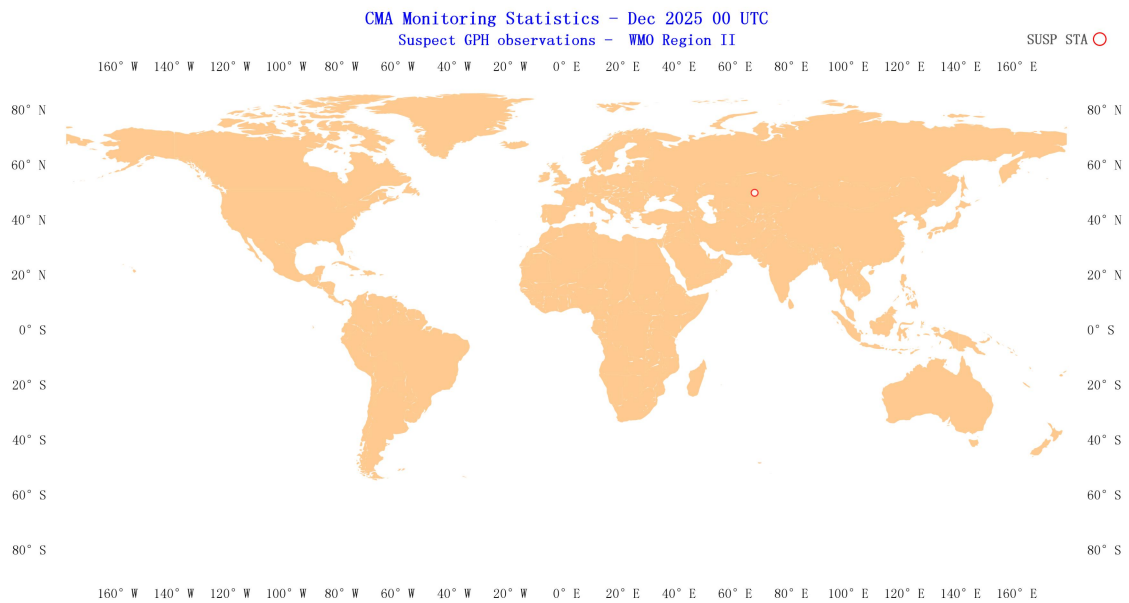 CMA Monitoring Statistics - Dec 2025 00 UTC
Suspect GPH observations - WMO Region II
SUSP STA
160° W 140° W 120° W 100° W 80° W 60° W 40° W 20° W 0° E 20° E 40° E 60° E 80° E 100° E 120° E 140° E 160° E
80° N 80° N
60° N 60° N
40° N 40° N
20° N 20° N
0° S 0° S
20° S 20° S
40° S 40° S
60° S 60° S
80° S 80° S
160° W 140° W 120° W 100° W 80° W 60° W 40° W 20° W 0° E 20° E 40° E 60° E 80° E 100° E 120° E 140° E 160° E